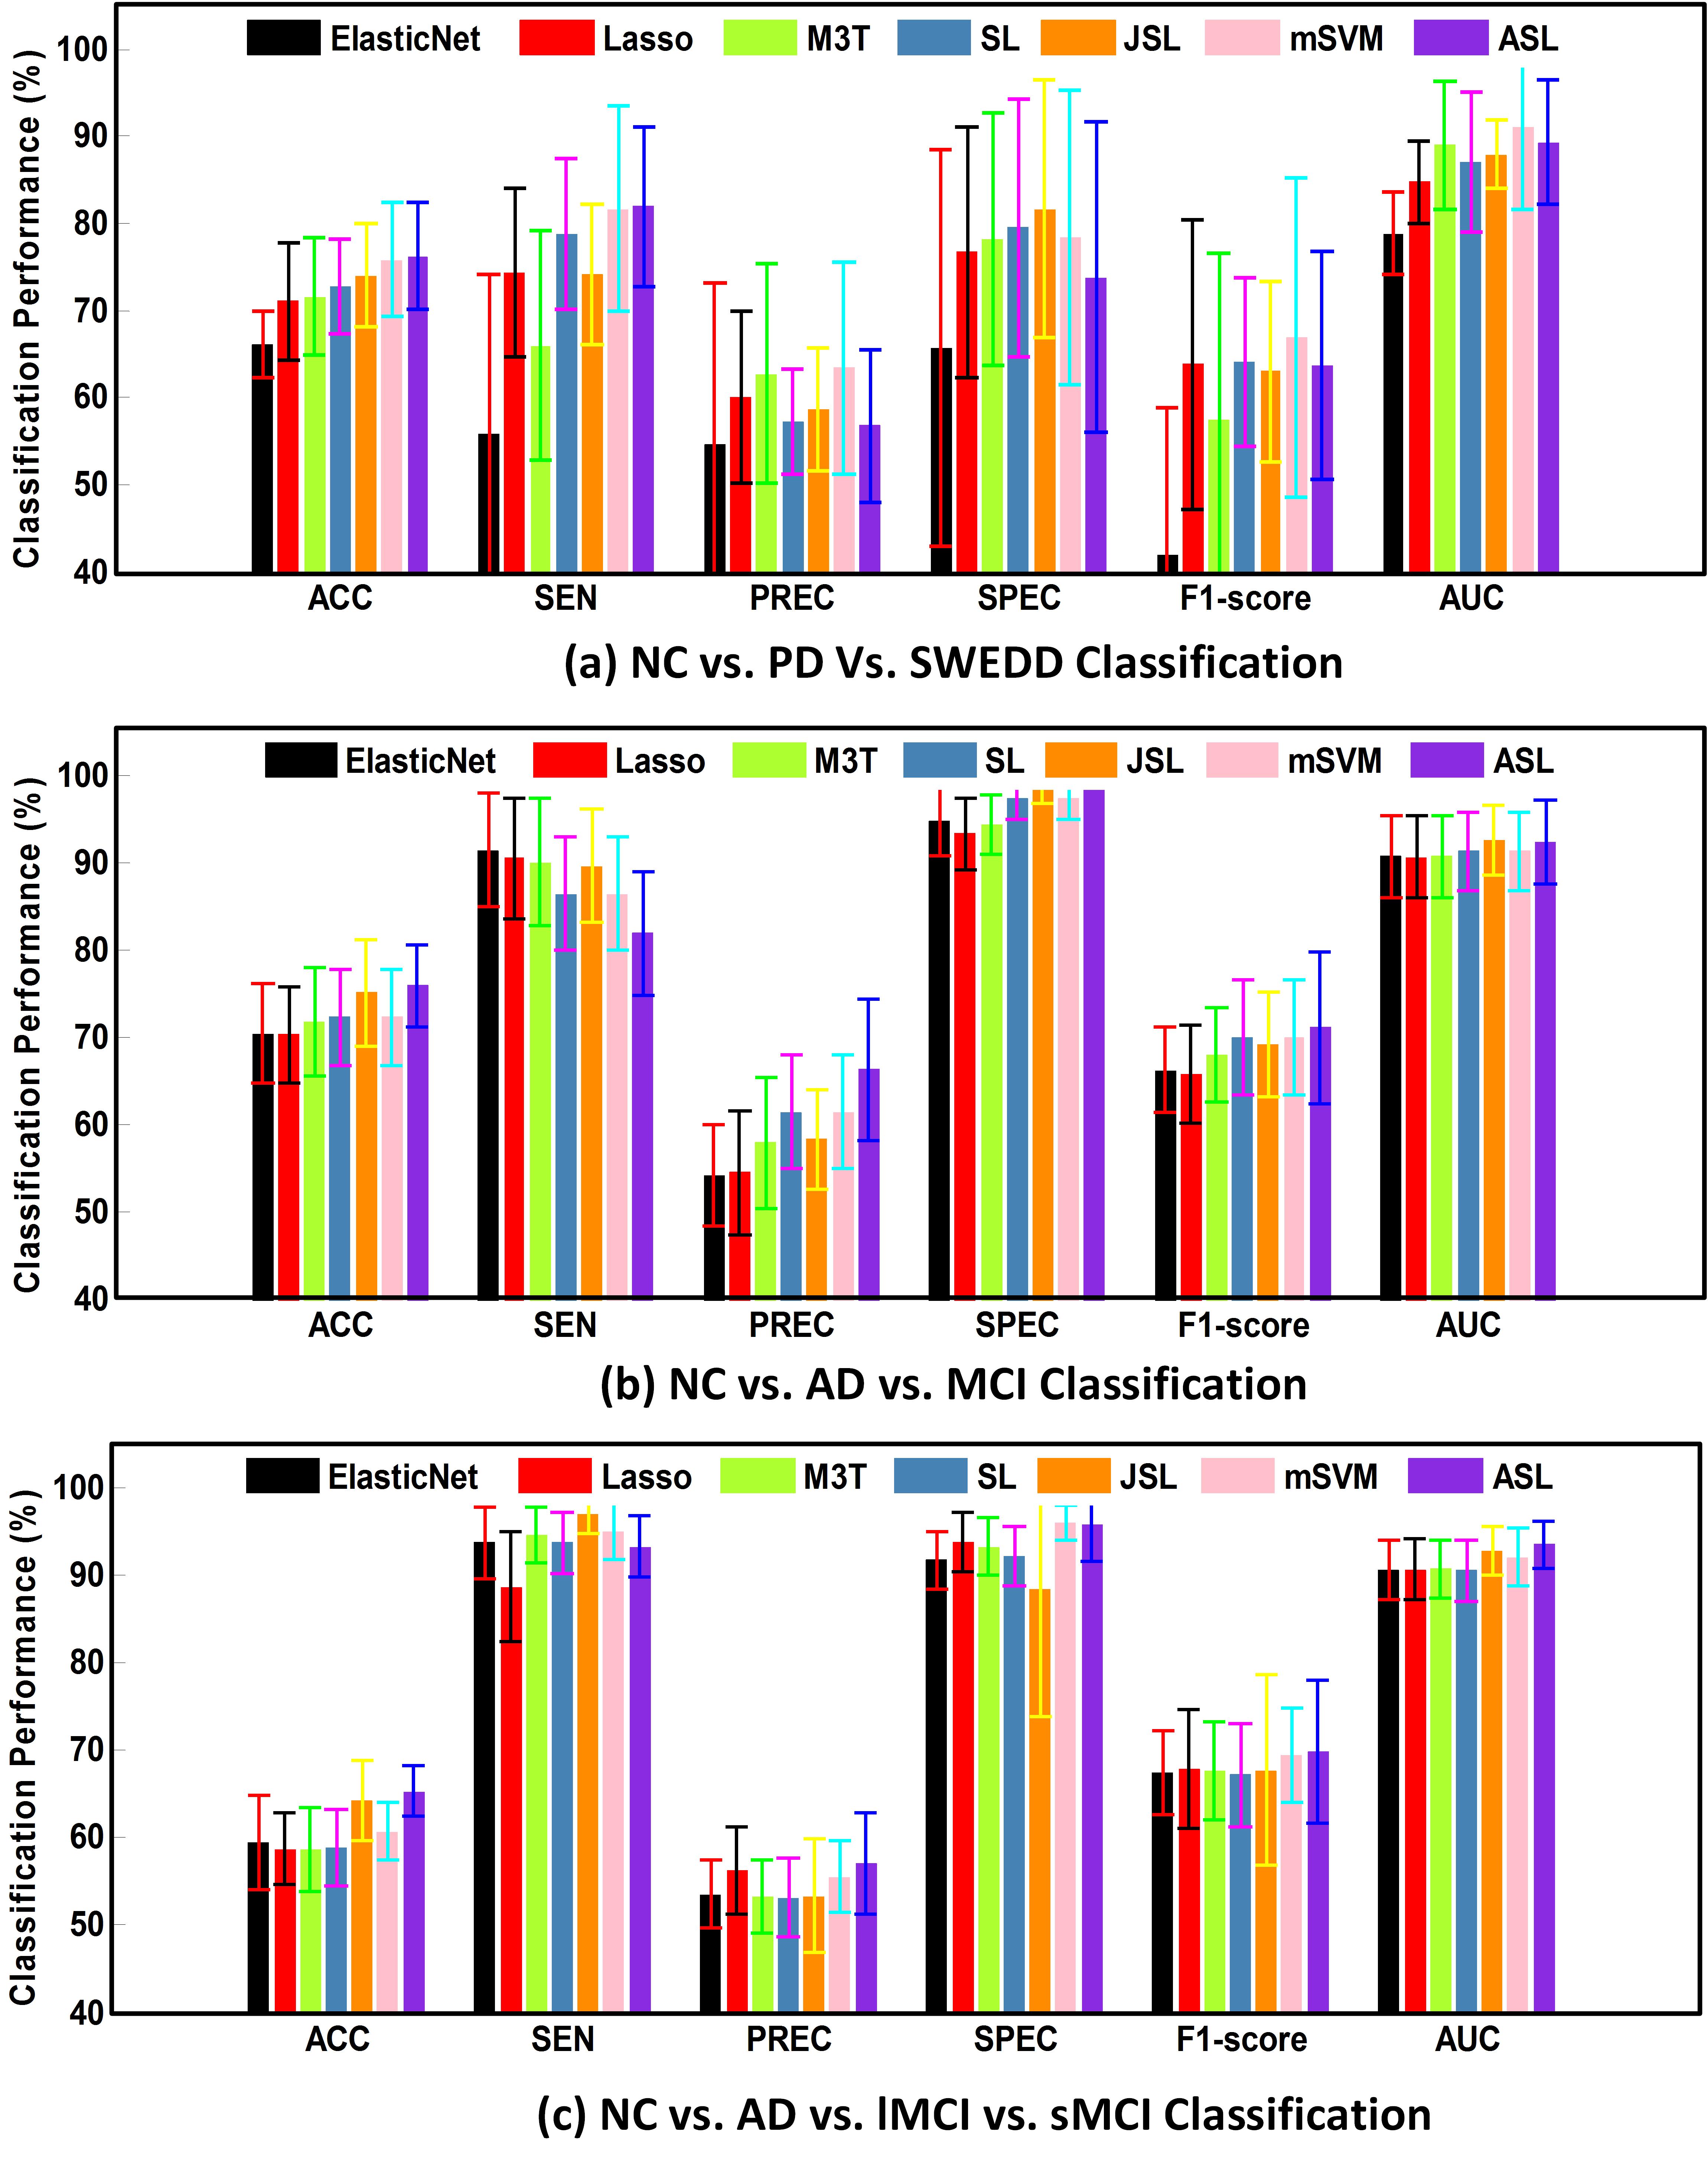 ElasticNet Lasso M3T SL JSL mSVM ASL
Classification Performance (%)
100
90
80
70
60
50
40
ACC SEN PREC SPEC F1-score AUC
(a) NC vs. PD Vs. SWEDD Classification
ElasticNet Lasso M3T SL JSL mSVM ASL
Classification Performance (%)
100
90
80
70
60
50
40
ACC SEN PREC SPEC F1-score AUC
(b) NC vs. AD vs. MCI Classification
ElasticNet Lasso M3T SL JSL mSVM ASL
Classification Performance (%)
100
90
80
70
60
50
40
ACC SEN PREC SPEC F1-score AUC
(c) NC vs. AD vs. lMCI vs. sMCI Classification